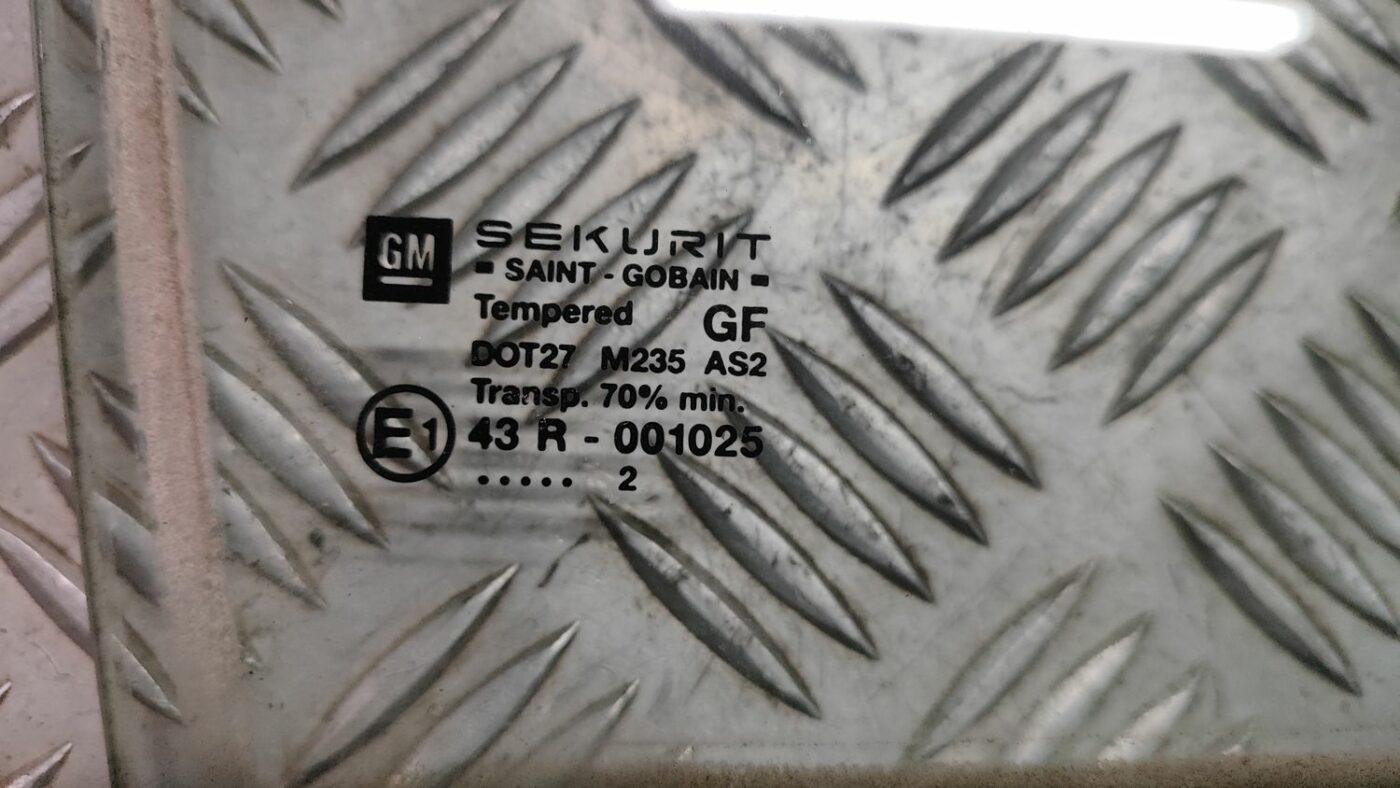 GM
SEKURIT
- SAINT - GOBAIN -
Tempered GF
DOT27 M235 AS2
Transp. 70% min.
E1 43 R - 001025
..... 2